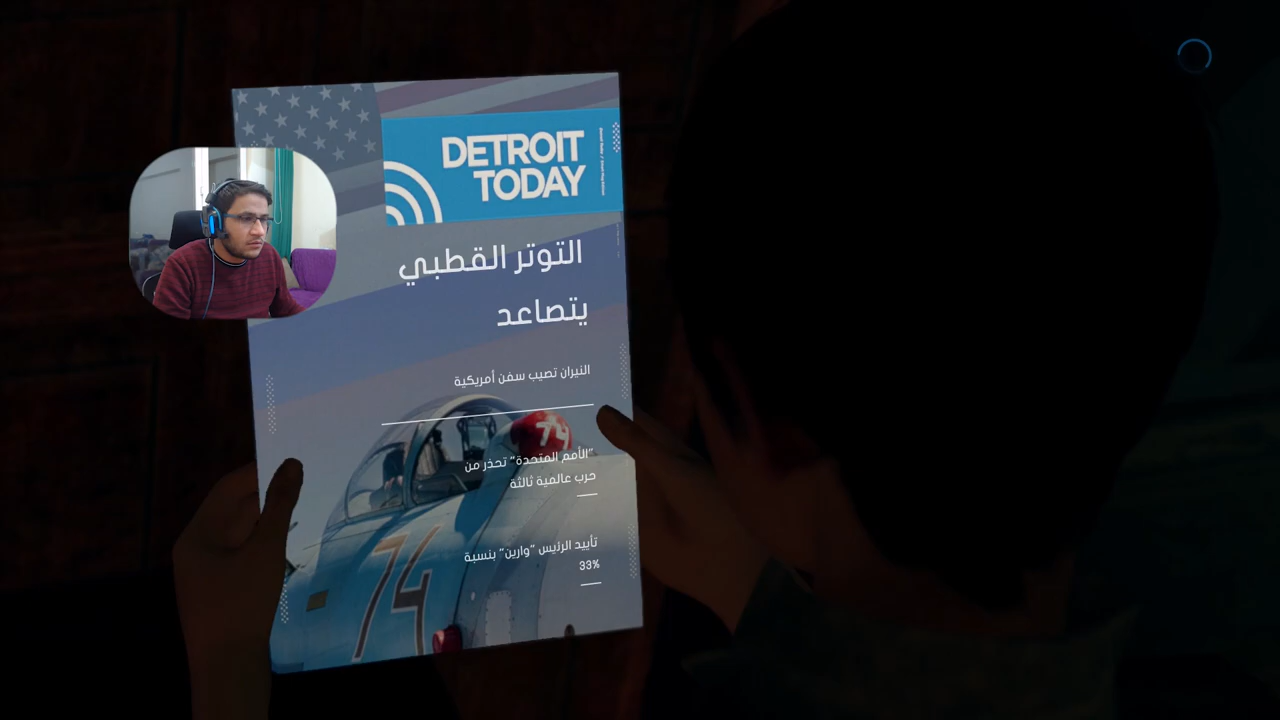 DETROIT
TODAY
التوتر القطبي
يتصاعد
النيران تصيب سفن أمريكية
74
"الأمم المتحدة" تحذر من
حرب عالمية ثالثة
تأييد الرئيس "وارين" بنسبة
33%
74